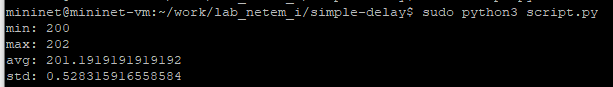 mininet@mininet-vm:~/work/lab_netem_i/simple-delay$ sudo python3 script.py
min: 200
max: 202
avg: 201.1919191919192
std: 0.528315916558584